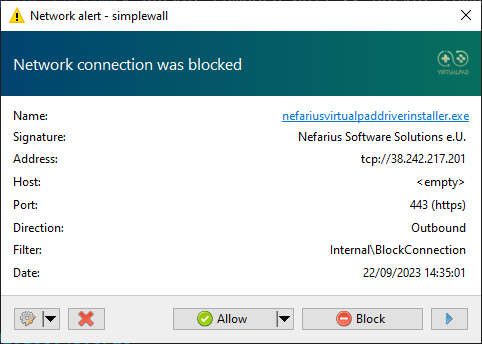 Network alert - simplewall
Network connection was blocked
VIRTUALPAD
Name: nefariusvirtualpaddriverinstaller.exe
Signature: Nefarius Software Solutions e.U.
Address: tcp://38.242.217.201
Host: <empty>
Port: 443 (https)
Direction: Outbound
Filter: Internal\BlockConnection
Date: 22/09/2023 14:35:01
Allow Block